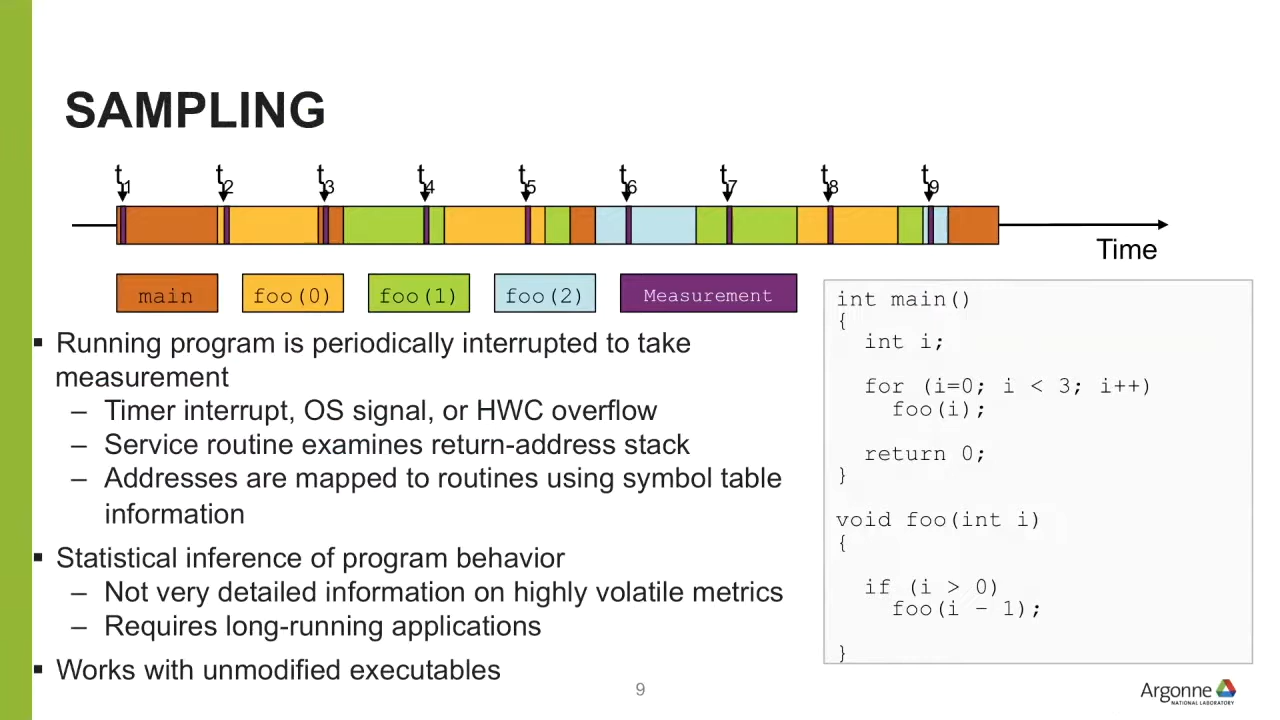 SAMPLING
t1 t2 t3 t4 t5 t6 t7 t8 t9
Time
main foo(0) foo(1) foo(2) Measurement
▪ Running program is periodically interrupted to take
measurement
– Timer interrupt, OS signal, or HWC overflow
– Service routine examines return-address stack
– Addresses are mapped to routines using symbol table
information
▪ Statistical inference of program behavior
– Not very detailed information on highly volatile metrics
– Requires long-running applications
▪ Works with unmodified executables
int main()
{
int i;
for (i=0; i < 3; i++)
foo(i);
return 0;
}
void foo(int i)
{
if (i > 0)
foo(i – 1);
}
9
Argonne
NATIONAL LABORATORY